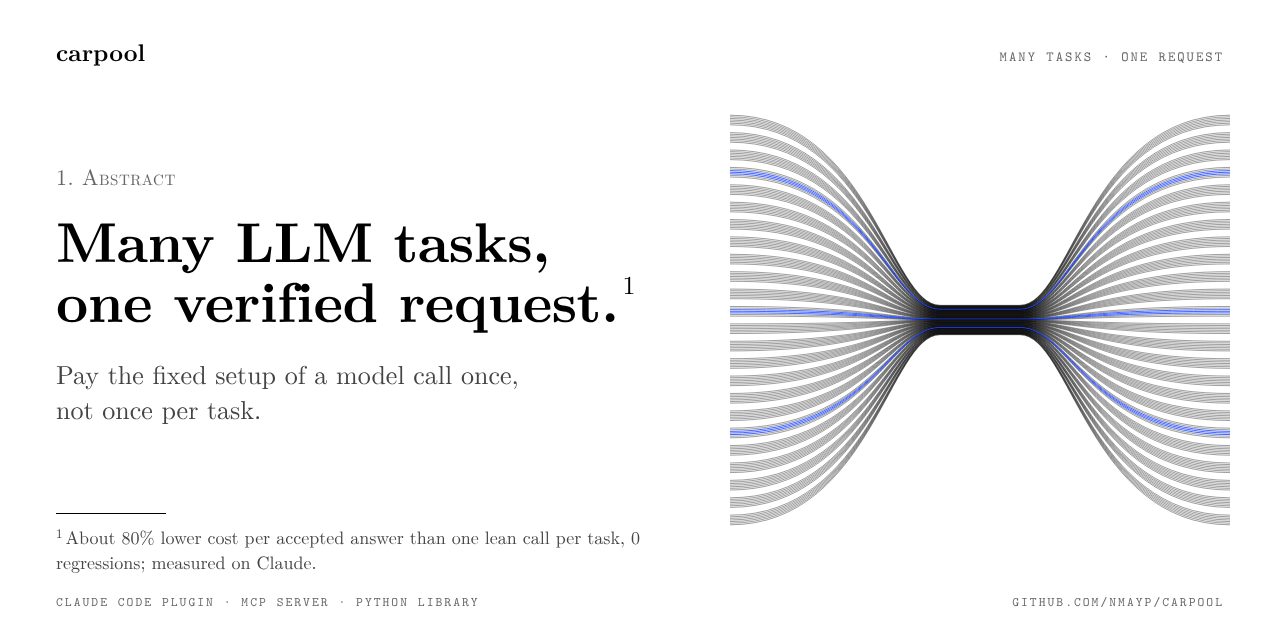 carpool
MANY TASKS · ONE REQUEST
1. Abstract
Many LLM tasks,
one verified request.¹
Pay the fixed setup of a model call once,
not once per task.
¹ About 80% lower cost per accepted answer than one lean call per task, 0
regressions; measured on Claude.
CLAUDE CODE PLUGIN · MCP SERVER · PYTHON LIBRARY
GITHUB.COM/NMAYP/CARPOOL